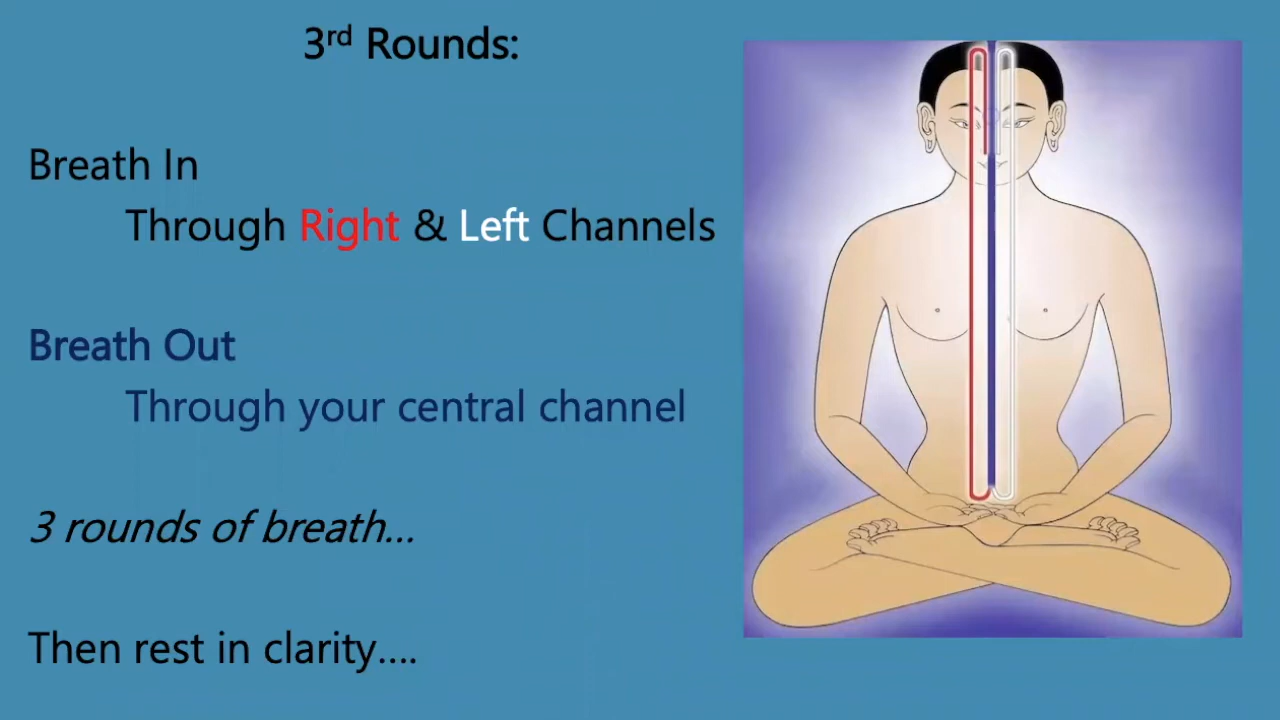 3rd Rounds:
Breath In
Through Right & Left Channels
Breath Out
Through your central channel
3 rounds of breath...
Then rest in clarity....